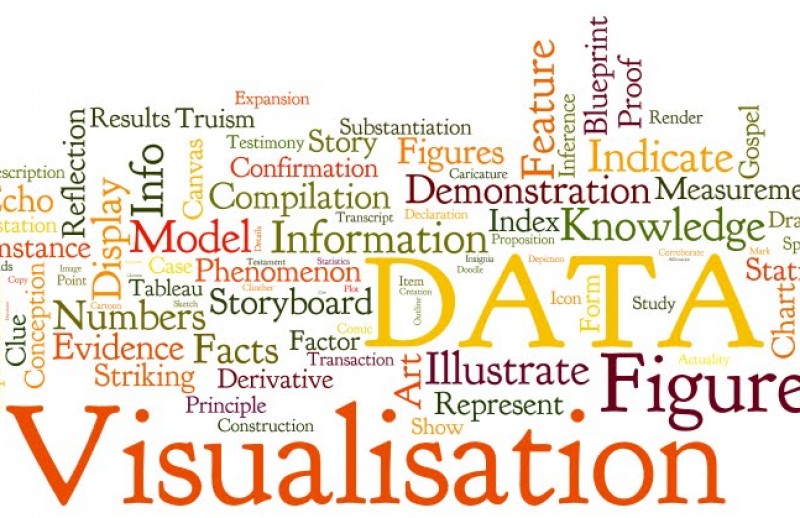 Expansion
Results Truism
Substantiation
Render
Feature
Inference
Blueprint
Proof
Gospel
Reflection
Info
Canvas
Testimony Story
Figures
Indicate
Confirmation
Caricature
escription
Echo
station
nstance
Display
Compilation
Demonstration
Measureme
Transcript
Declaration
Index
Knowledge
Dra
Model
Details
Information
Proposition
Sp
Case
Phenomenon
Testament
Statistics
Insignia
Doodle
Depiction
Corroborate
Mark
Stati
ds
Copy
Image
Point
Conception
Tableau
Sketch
Cartoon
Storyboard
Plot
DATA
Item
Creation
Outline
Icon
Form
Study
Chart
Clue
Numbers
Comic
Factor
Evidence
Facts
Transaction
Art
Illustrate
Actuality
Figure
Striking
Derivative
Represent
Principle
Construction
Show
Visualisation